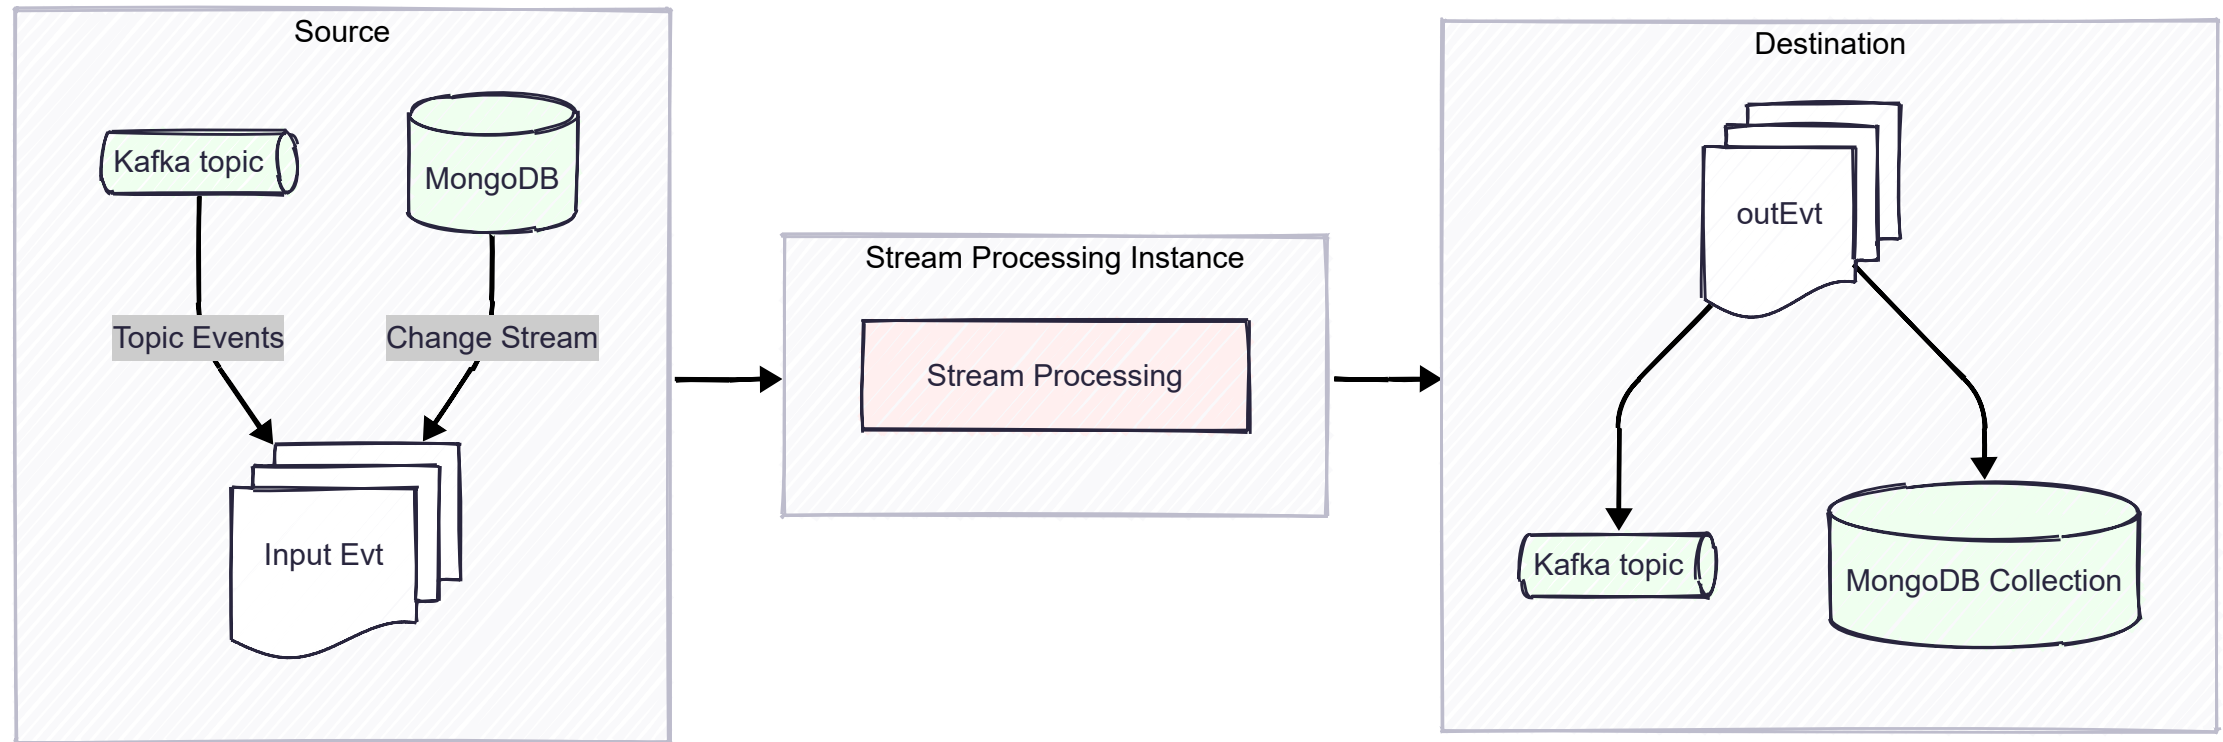 Source
Kafka topic
MongoDB
Topic Events
Change Stream
Input Evt
Stream Processing Instance
Stream Processing
Destination
outEvt
Kafka topic
MongoDB Collection